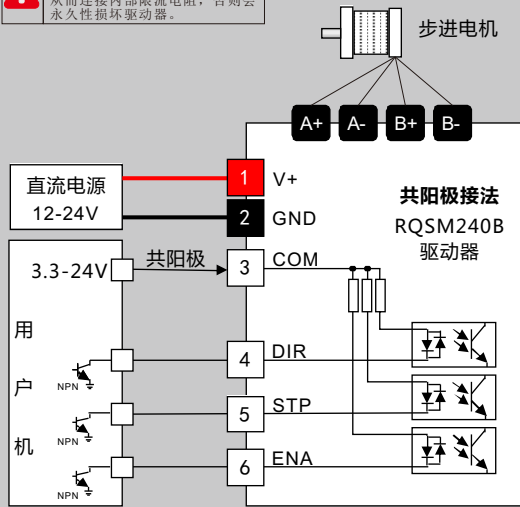 从而连接内部限流电阻，否则会
永久性损坏驱动器。
步进电机
A+ A- B+ B-
直流电源
12-24V
1 V+
2 GND
共阳极接法
RQSM240B
驱动器
3.3-24V
共阳极
3 COM
用
户
机
4 DIR
NPN
5 STP
NPN
6 ENA
NPN